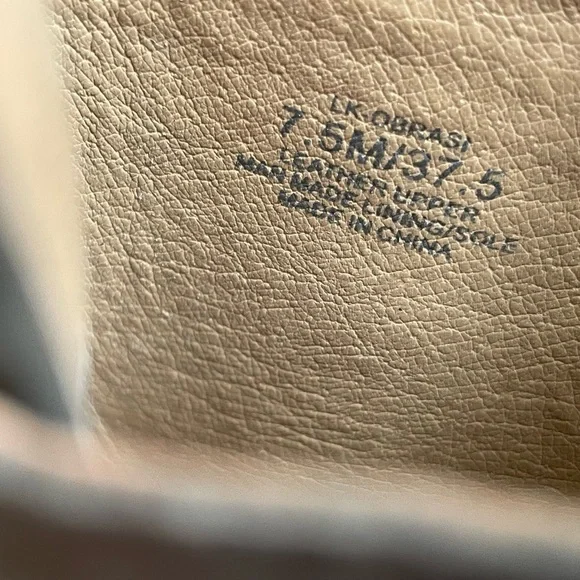 LK-OBRASI
7.5M/37.5
LEATHER UPPER
MAN MADE LINING/SOLE
MADE IN CHINA